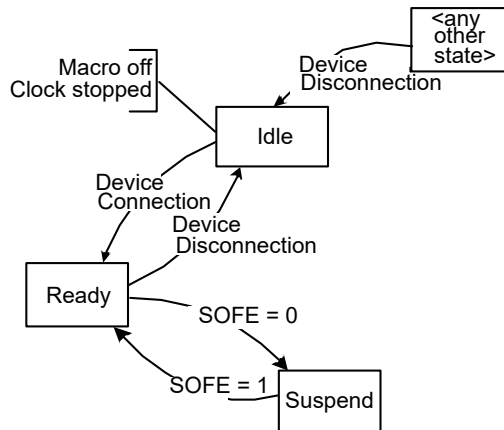 <any
other
state>
Device
Disconnection
Macro off
Clock stopped
Idle
Device
Connection
Device
Disconnection
Ready
SOFE = 0
SOFE = 1
Suspend